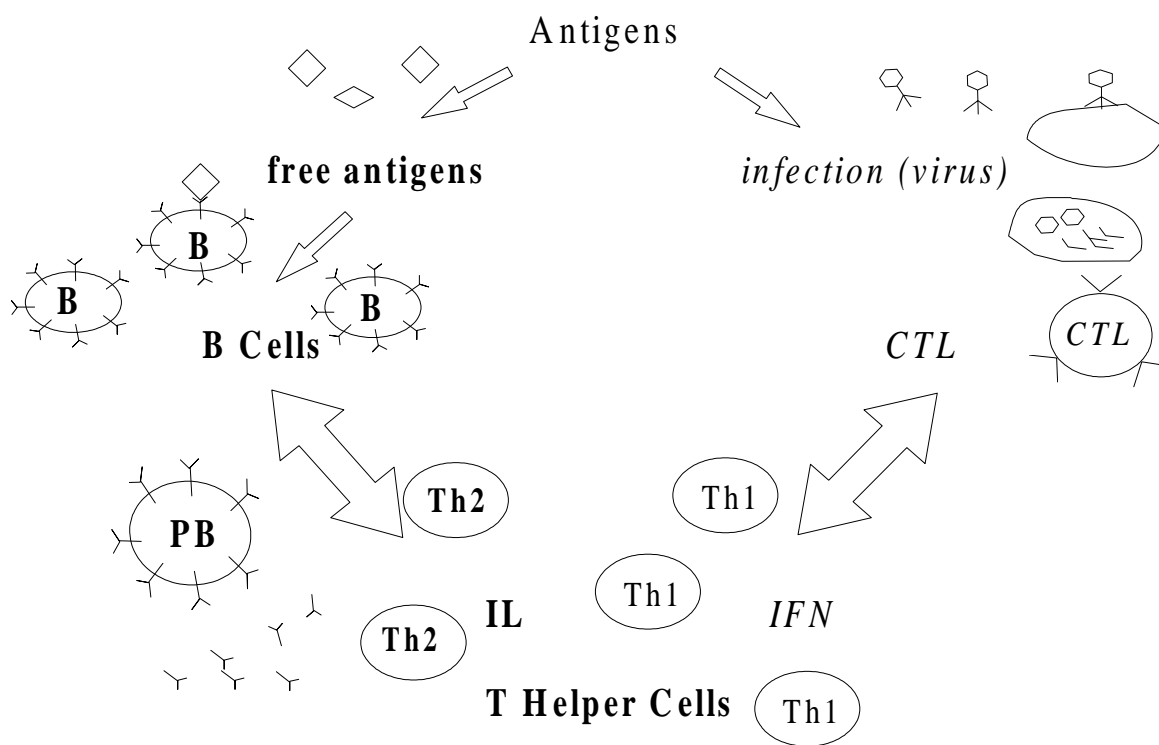 Antigens
free antigens
infection (virus)
B
B
B
B Cells
CTL
CTL
Th2
Th1
PB
Th1
IL
IFN
Th2
T Helper Cells
Th1